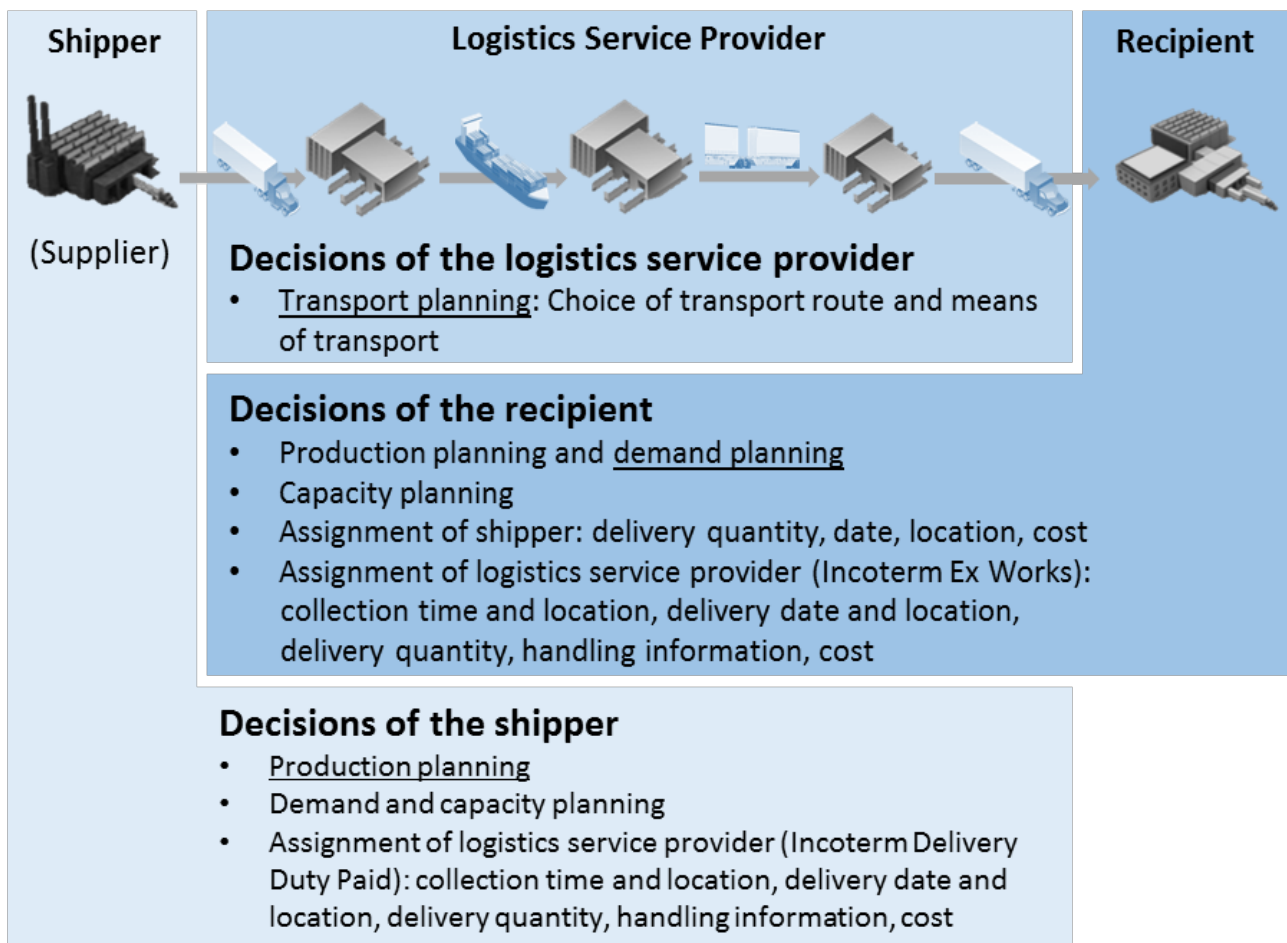 Shipper
Logistics Service Provider
Recipient
(Supplier)
Decisions of the logistics service provider
• Transport planning: Choice of transport route and means
of transport
Decisions of the recipient
• Production planning and demand planning
• Capacity planning
• Assignment of shipper: delivery quantity, date, location, cost
• Assignment of logistics service provider (Incoterm Ex Works):
collection time and location, delivery date and location,
delivery quantity, handling information, cost
Decisions of the shipper
• Production planning
• Demand and capacity planning
• Assignment of logistics service provider (Incoterm Delivery
Duty Paid): collection time and location, delivery date and
location, delivery quantity, handling information, cost